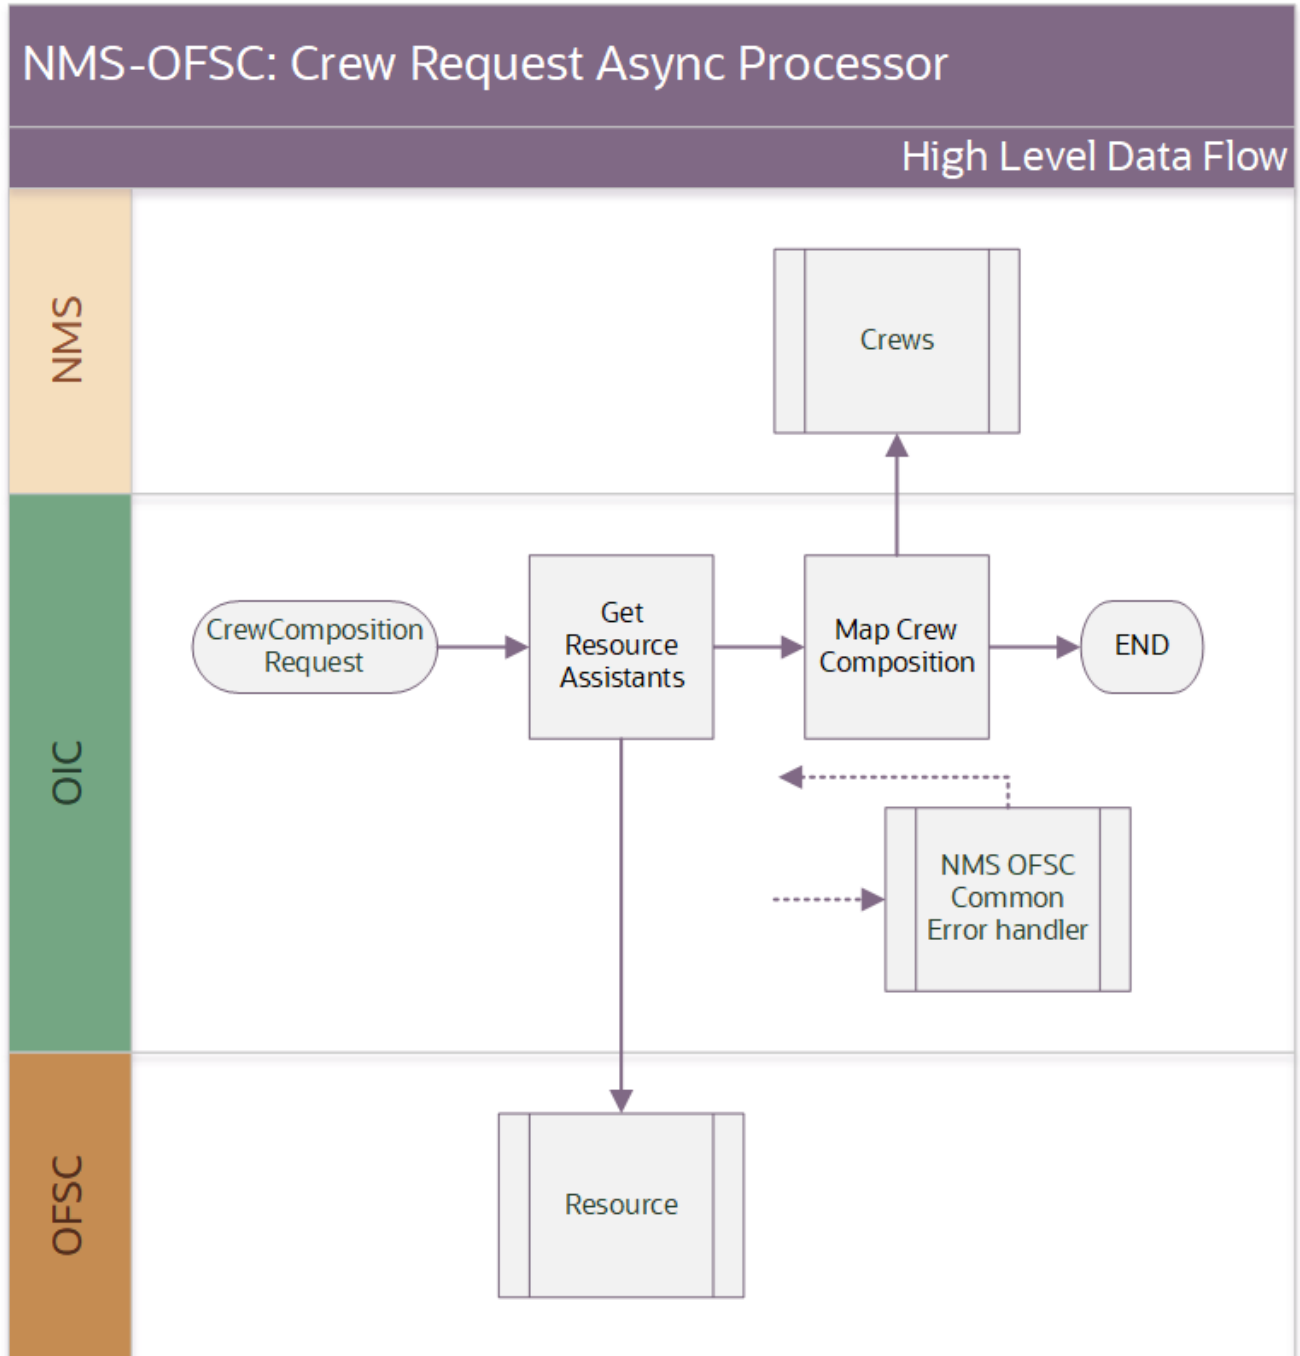 NMS-OFSC: Crew Request Async Processor
High Level Data Flow
NMS
Crews
OIC
CrewComposition
Request
Get
Resource
Assistants
Map Crew
Composition
END
NMS OFSC
Common
Error handler
OFSC
Resource